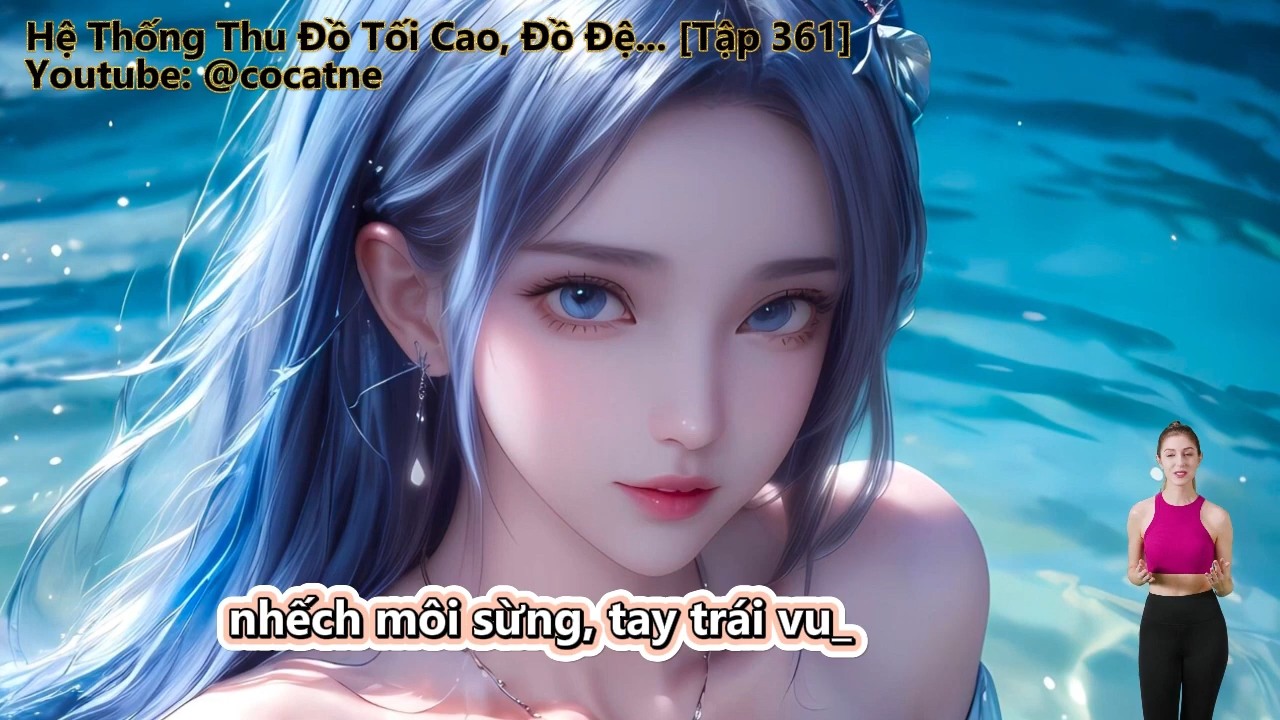 Hệ Thống Thu Đồ Tối Cao, Đồ Đệ... [Tập 361]
Youtube: @cocatne
nhếch môi sừng, tay trái vu_